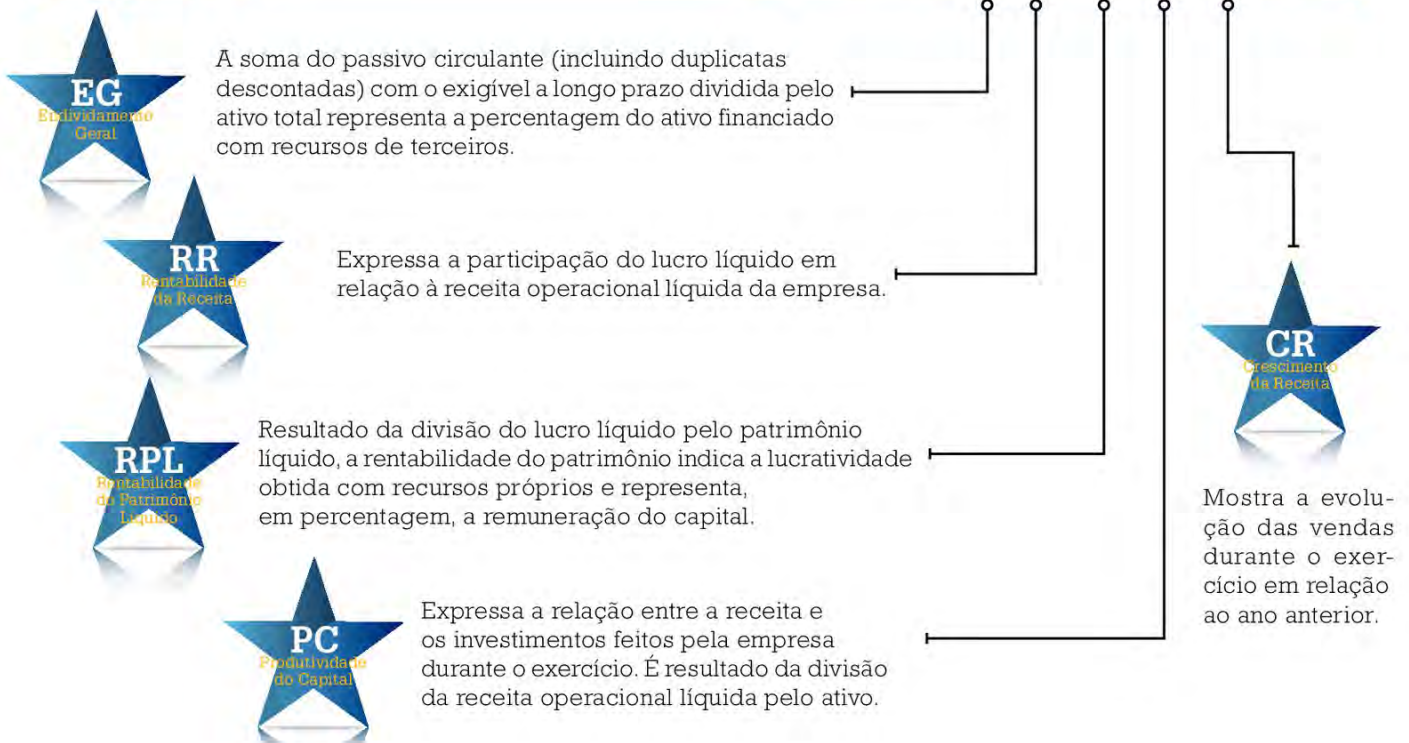 EG
Endividamento
Geral
A soma do passivo circulante (incluindo duplicatas
descontadas) com o exigível a longo prazo dividida pelo
ativo total representa a percentagem do ativo financiado
com recursos de terceiros.
RR
Rentabilidade
da Receita
Expressa a participação do lucro líquido em
relação à receita operacional líquida da empresa.
RPL
Rentabilidade
do Patrimônio
Líquido
Resultado da divisão do lucro líquido pelo patrimônio
líquido, a rentabilidade do patrimônio indica a lucratividade
obtida com recursos próprios e representa,
em percentagem, a remuneração do capital.
PC
Produtividade
do Capital
Expressa a relação entre a receita e
os investimentos feitos pela empresa
durante o exercício. É resultado da divisão
da receita operacional líquida pelo ativo.
CR
Crescimento
da Receita
Mostra a evolu-
ção das vendas
durante o exer-
cício em relação
ao ano anterior.